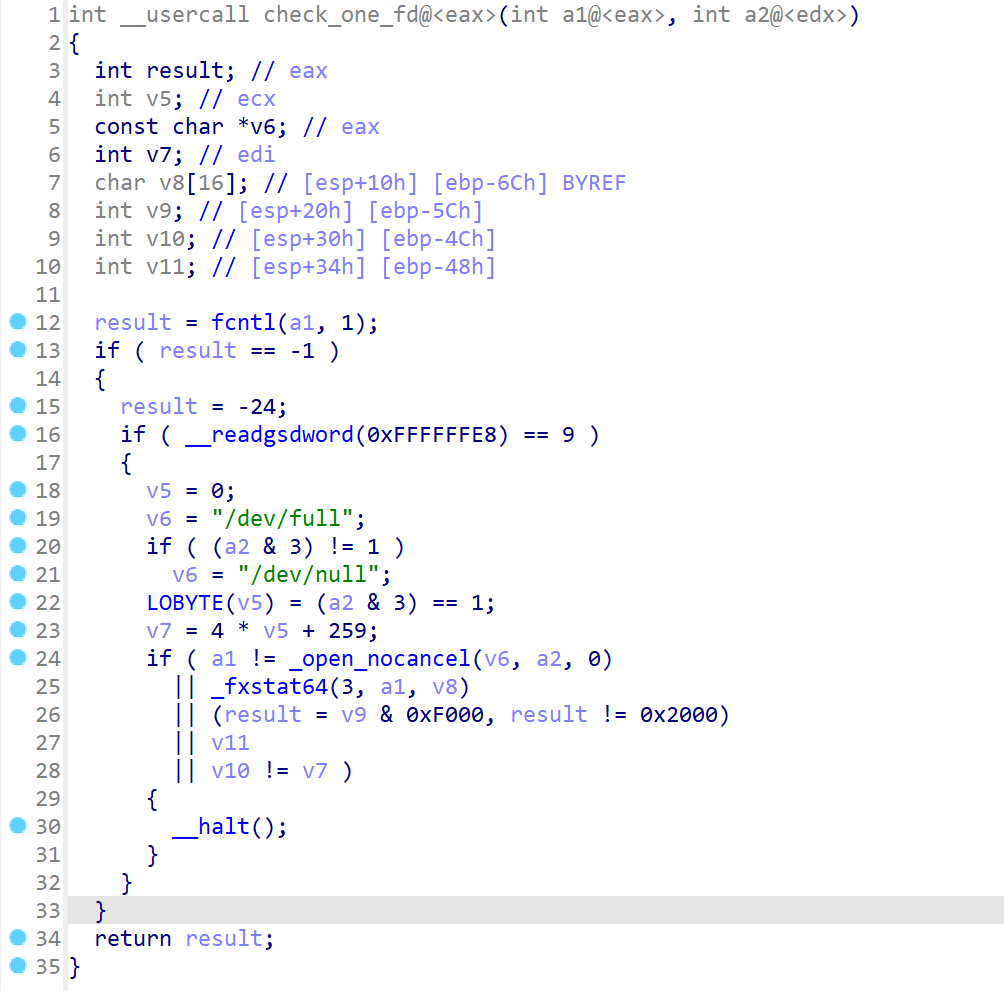 1 int __usercall check_one_fd@<eax>(int a1@<eax>, int a2@<edx>)
2 {
3   int result; // eax
4   int v5; // ecx
5   const char *v6; // eax
6   int v7; // edi
7   char v8[16]; // [esp+10h] [ebp-6Ch] BYREF
8   int v9; // [esp+20h] [ebp-5Ch]
9   int v10; // [esp+30h] [ebp-4Ch]
10   int v11; // [esp+34h] [ebp-48h]
11
12   result = fcntl(a1, 1);
13   if ( result == -1 )
14   {
15     result = -24;
16     if ( __readgsdword(0xFFFFFFE8) == 9 )
17     {
18       v5 = 0;
19       v6 = "/dev/full";
20       if ( (a2 & 3) != 1 )
21         v6 = "/dev/null";
22       LOBYTE(v5) = (a2 & 3) == 1;
23       v7 = 4 * v5 + 259;
24       if ( a1 != _open_nocancel(v6, a2, 0)
25         || _fxstat64(3, a1, v8)
26         || (result = v9 & 0xF000, result != 0x2000)
27         || v11
28         || v10 != v7 )
29       {
30         __halt();
31       }
32     }
33   }
34   return result;
35 }